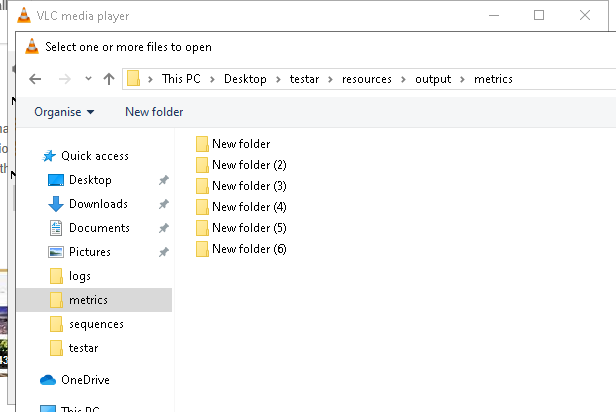 VLC media player
Select one or more files to open
This PC > Desktop > testar > resources > output > metrics
Organise New folder
Quick access
Desktop
Downloads
Documents
Pictures
logs
metrics
sequences
testar
OneDrive
This PC
New folder
New folder (2)
New folder (3)
New folder (4)
New folder (5)
New folder (6)